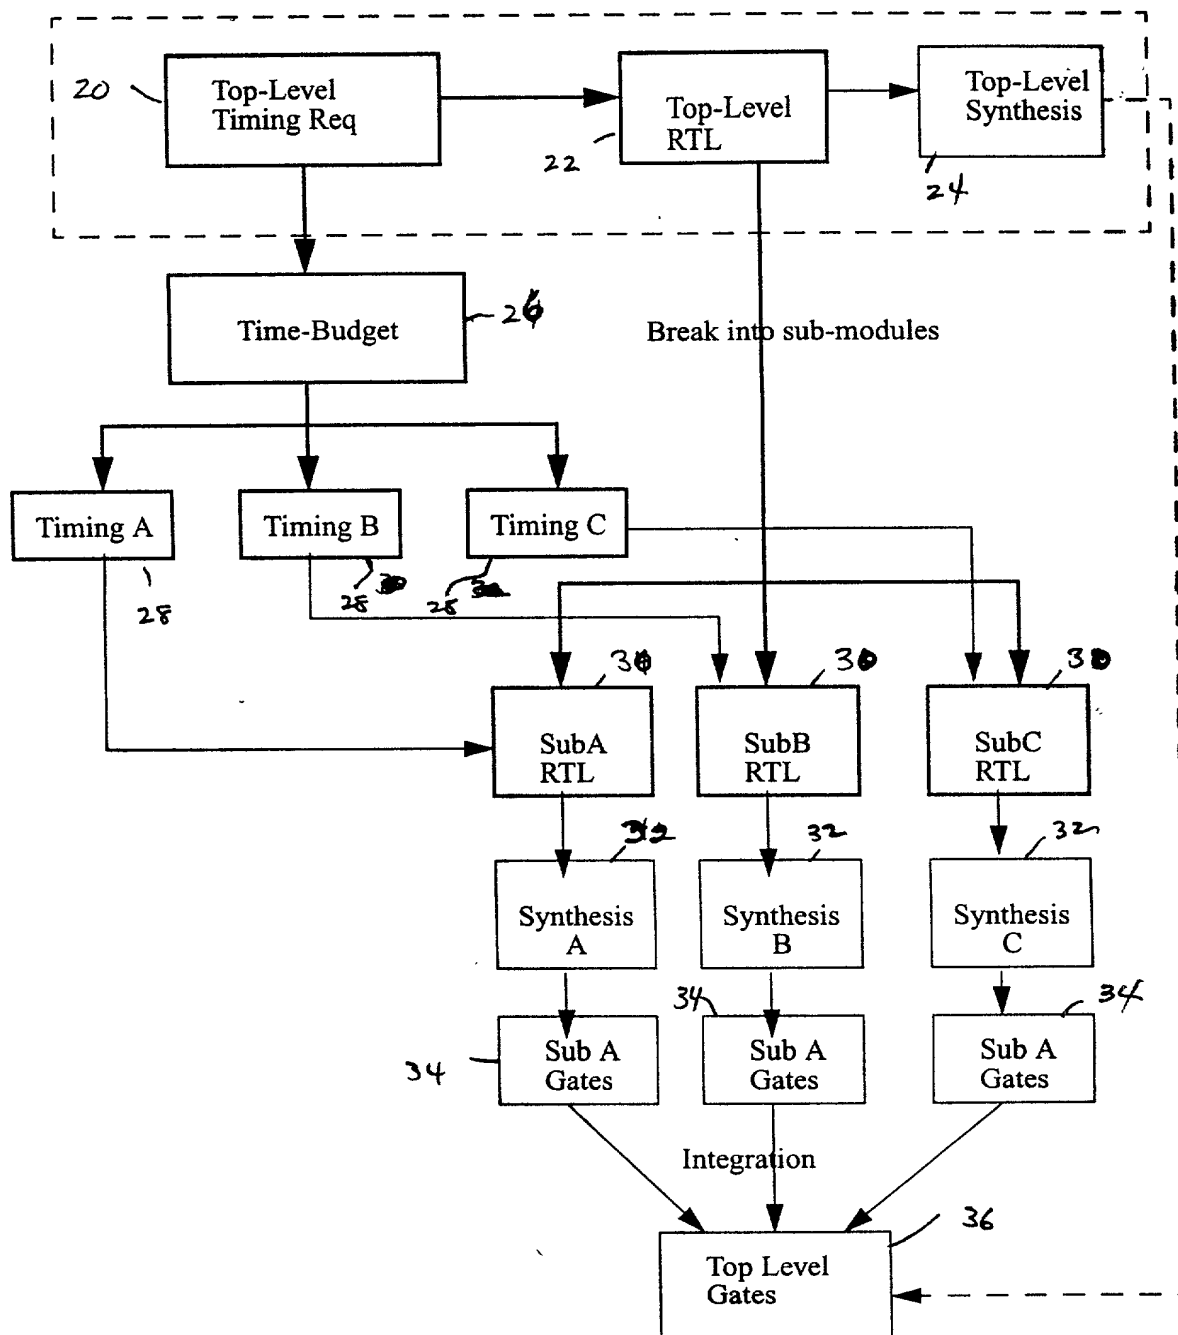 20
Top-Level
Timing Req
Top-Level
RTL
22
Top-Level
Synthesis
24
Time-Budget
26
Break into sub-modules
Timing A
Timing B
Timing C
28
28
28
30
30
30
SubA
RTL
SubB
RTL
SubC
RTL
32
32
32
Synthesis
A
Synthesis
B
Synthesis
C
34
34
34
Sub A
Gates
Sub A
Gates
Sub A
Gates
Integration
36
Top Level
Gates